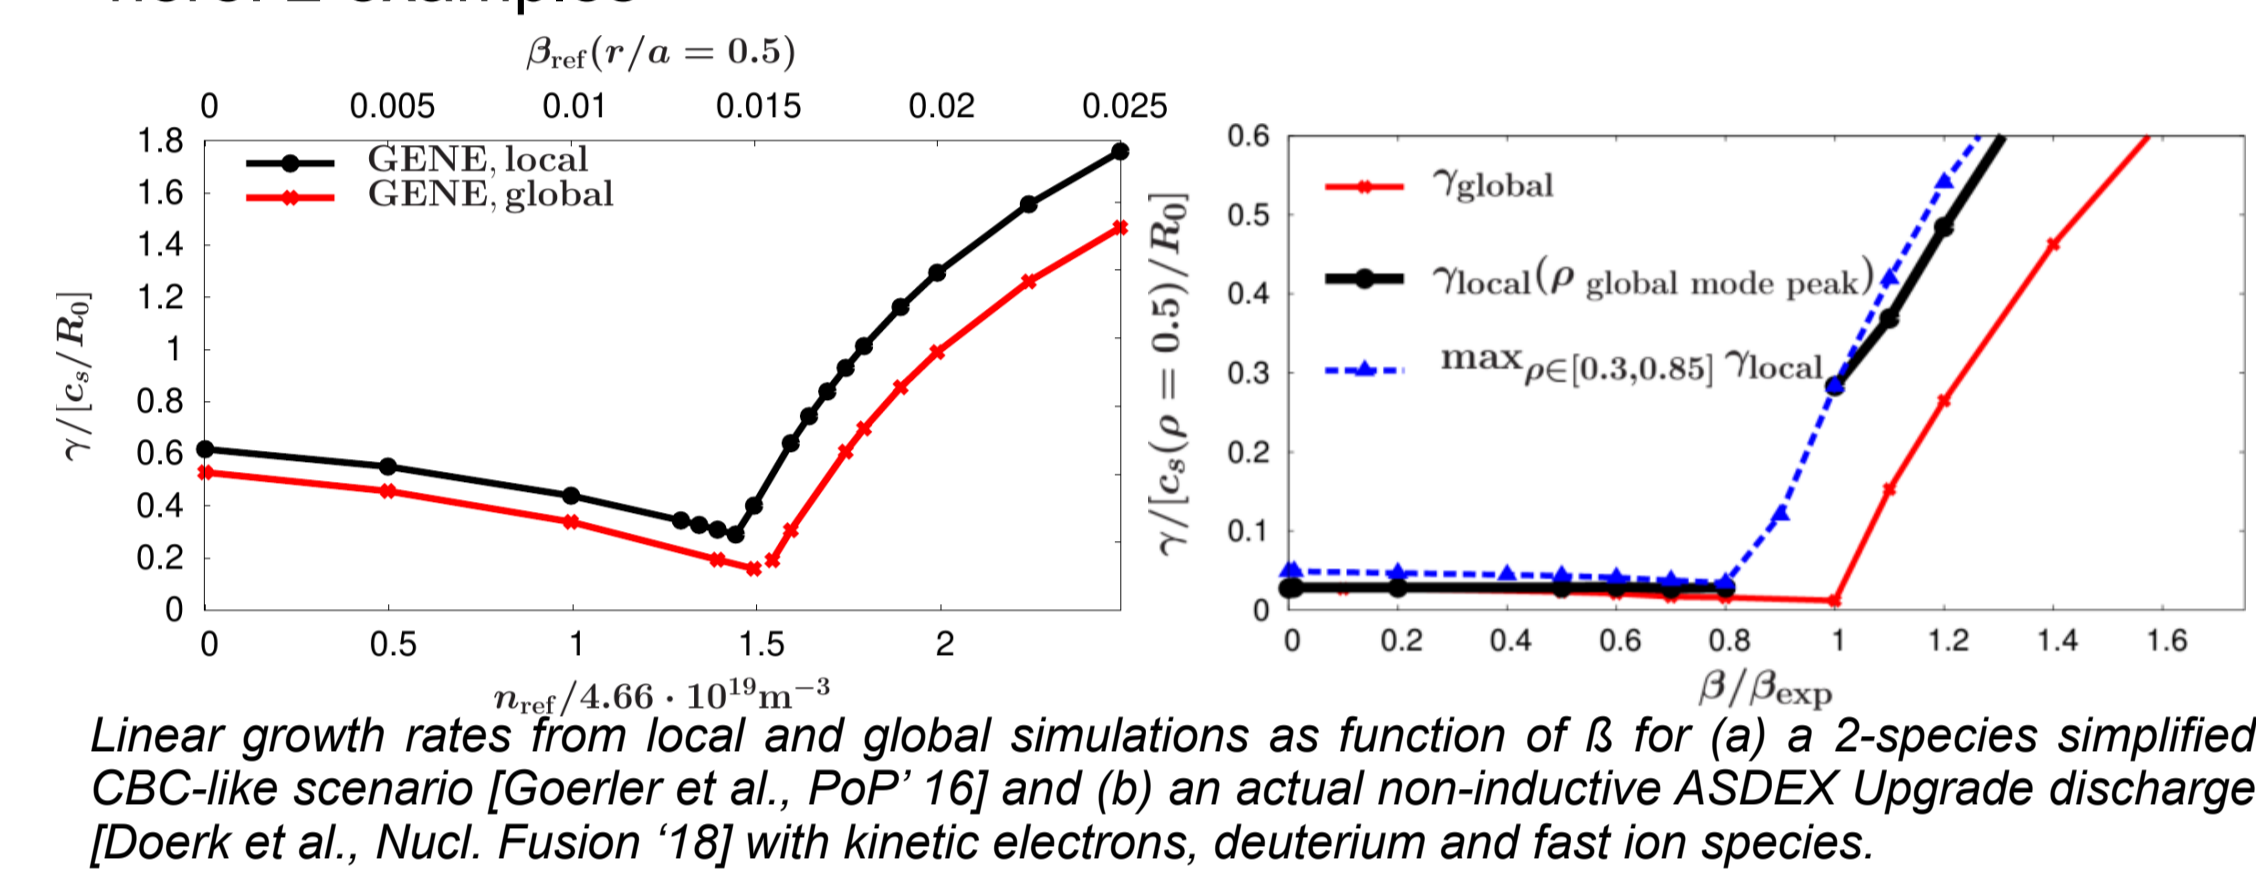 2 examples
β_ref(r/a = 0.5)
0 0.005 0.01 0.015 0.02 0.025
1.8
1.6
1.4
1.2
1
0.8
0.6
0.4
0.2
0
γ/[c_s/R_0]
GENE, local
GENE, global
0 0.5 1 1.5 2
n_ref/4.66 · 10^19 m^−3
0.6
0.5
0.4
0.3
0.2
0.1
0
γ/[c_s(ρ = 0.5)/R_0]
γ_global
γ_local(ρ global mode peak)
max_ρ∈[0.3,0.85] γ_local
0 0.2 0.4 0.6 0.8 1 1.2 1.4 1.6
β/β_exp
Linear growth rates from local and global simulations as function of ß for (a) a 2-species simplified
CBC-like scenario [Goerler et al., PoP’ 16] and (b) an actual non-inductive ASDEX Upgrade discharge
[Doerk et al., Nucl. Fusion ‘18] with kinetic electrons, deuterium and fast ion species.